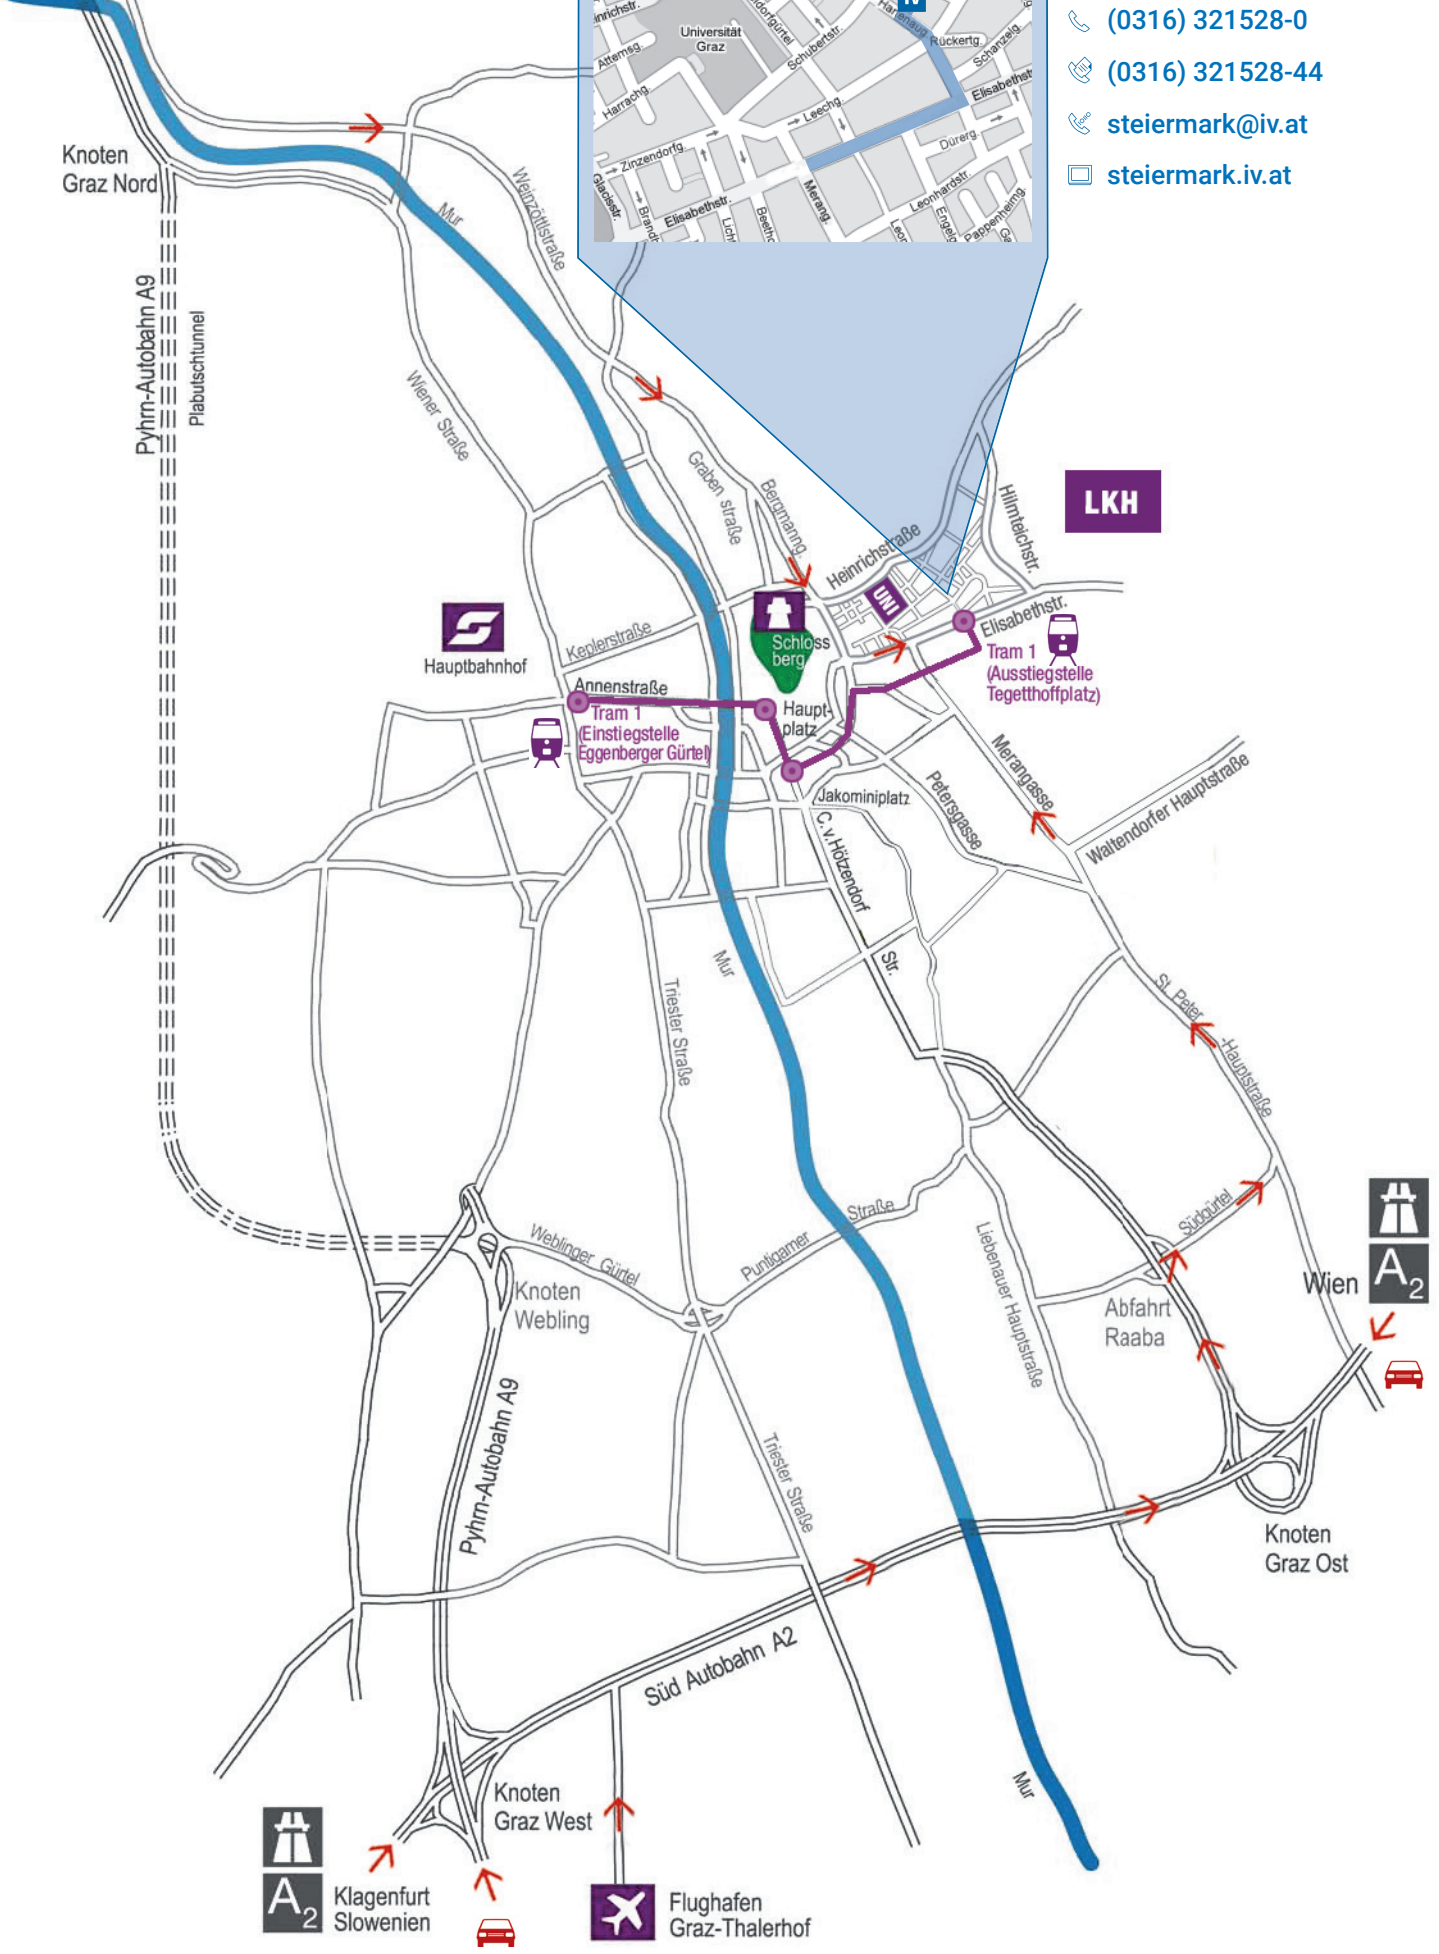 iv
(0316) 321528-0
(0316) 321528-44
steiermark@iv.at
steiermark.iv.at
Universität
Graz
Schubertstr.
Rückertg.
Schanzelg.
Attemsg.
Harrachg.
Leechg.
Elisabethstr
Dürerg.
Zinzendorfg.
Glacisstr.
Elisabethstr.
Merang.
Leonhardstr.
Pappenheimg.
Knoten
Graz Nord
Mur
Weinzöttlstraße
Pyhrn-Autobahn A9
Plabutschtunnel
Wiener Straße
Graben straße
Bergmanng.
Heinrichstraße
Hilmteichstr.
LKH
UNI
Hauptbahnhof
Keplerstraße
Schloss
berg
Elisabethstr.
Tram 1
(Ausstiegstelle
Tegetthoffplatz)
Annenstraße
Tram 1
(Einstiegstelle
Eggenberger Gürtel)
Haupt-
platz
Jakominiplatz
Merangasse
Petersgasse
Waltendorfer Hauptstraße
C. v.Hötzendorf
Str.
Mur
Triester Straße
St. Peter
-Hauptstraße
Südgürtel
Weblinger Gürtel
Puntigamer
Straße
Liebenauer Hauptstraße
Knoten
Webling
Abfahrt
Raaba
Wien
A2
Pyhrn-Autobahn A9
Triester Straße
Knoten
Graz Ost
Süd Autobahn A2
Mur
Knoten
Graz West
A2
Klagenfurt
Slowenien
Flughafen
Graz-Thalerhof